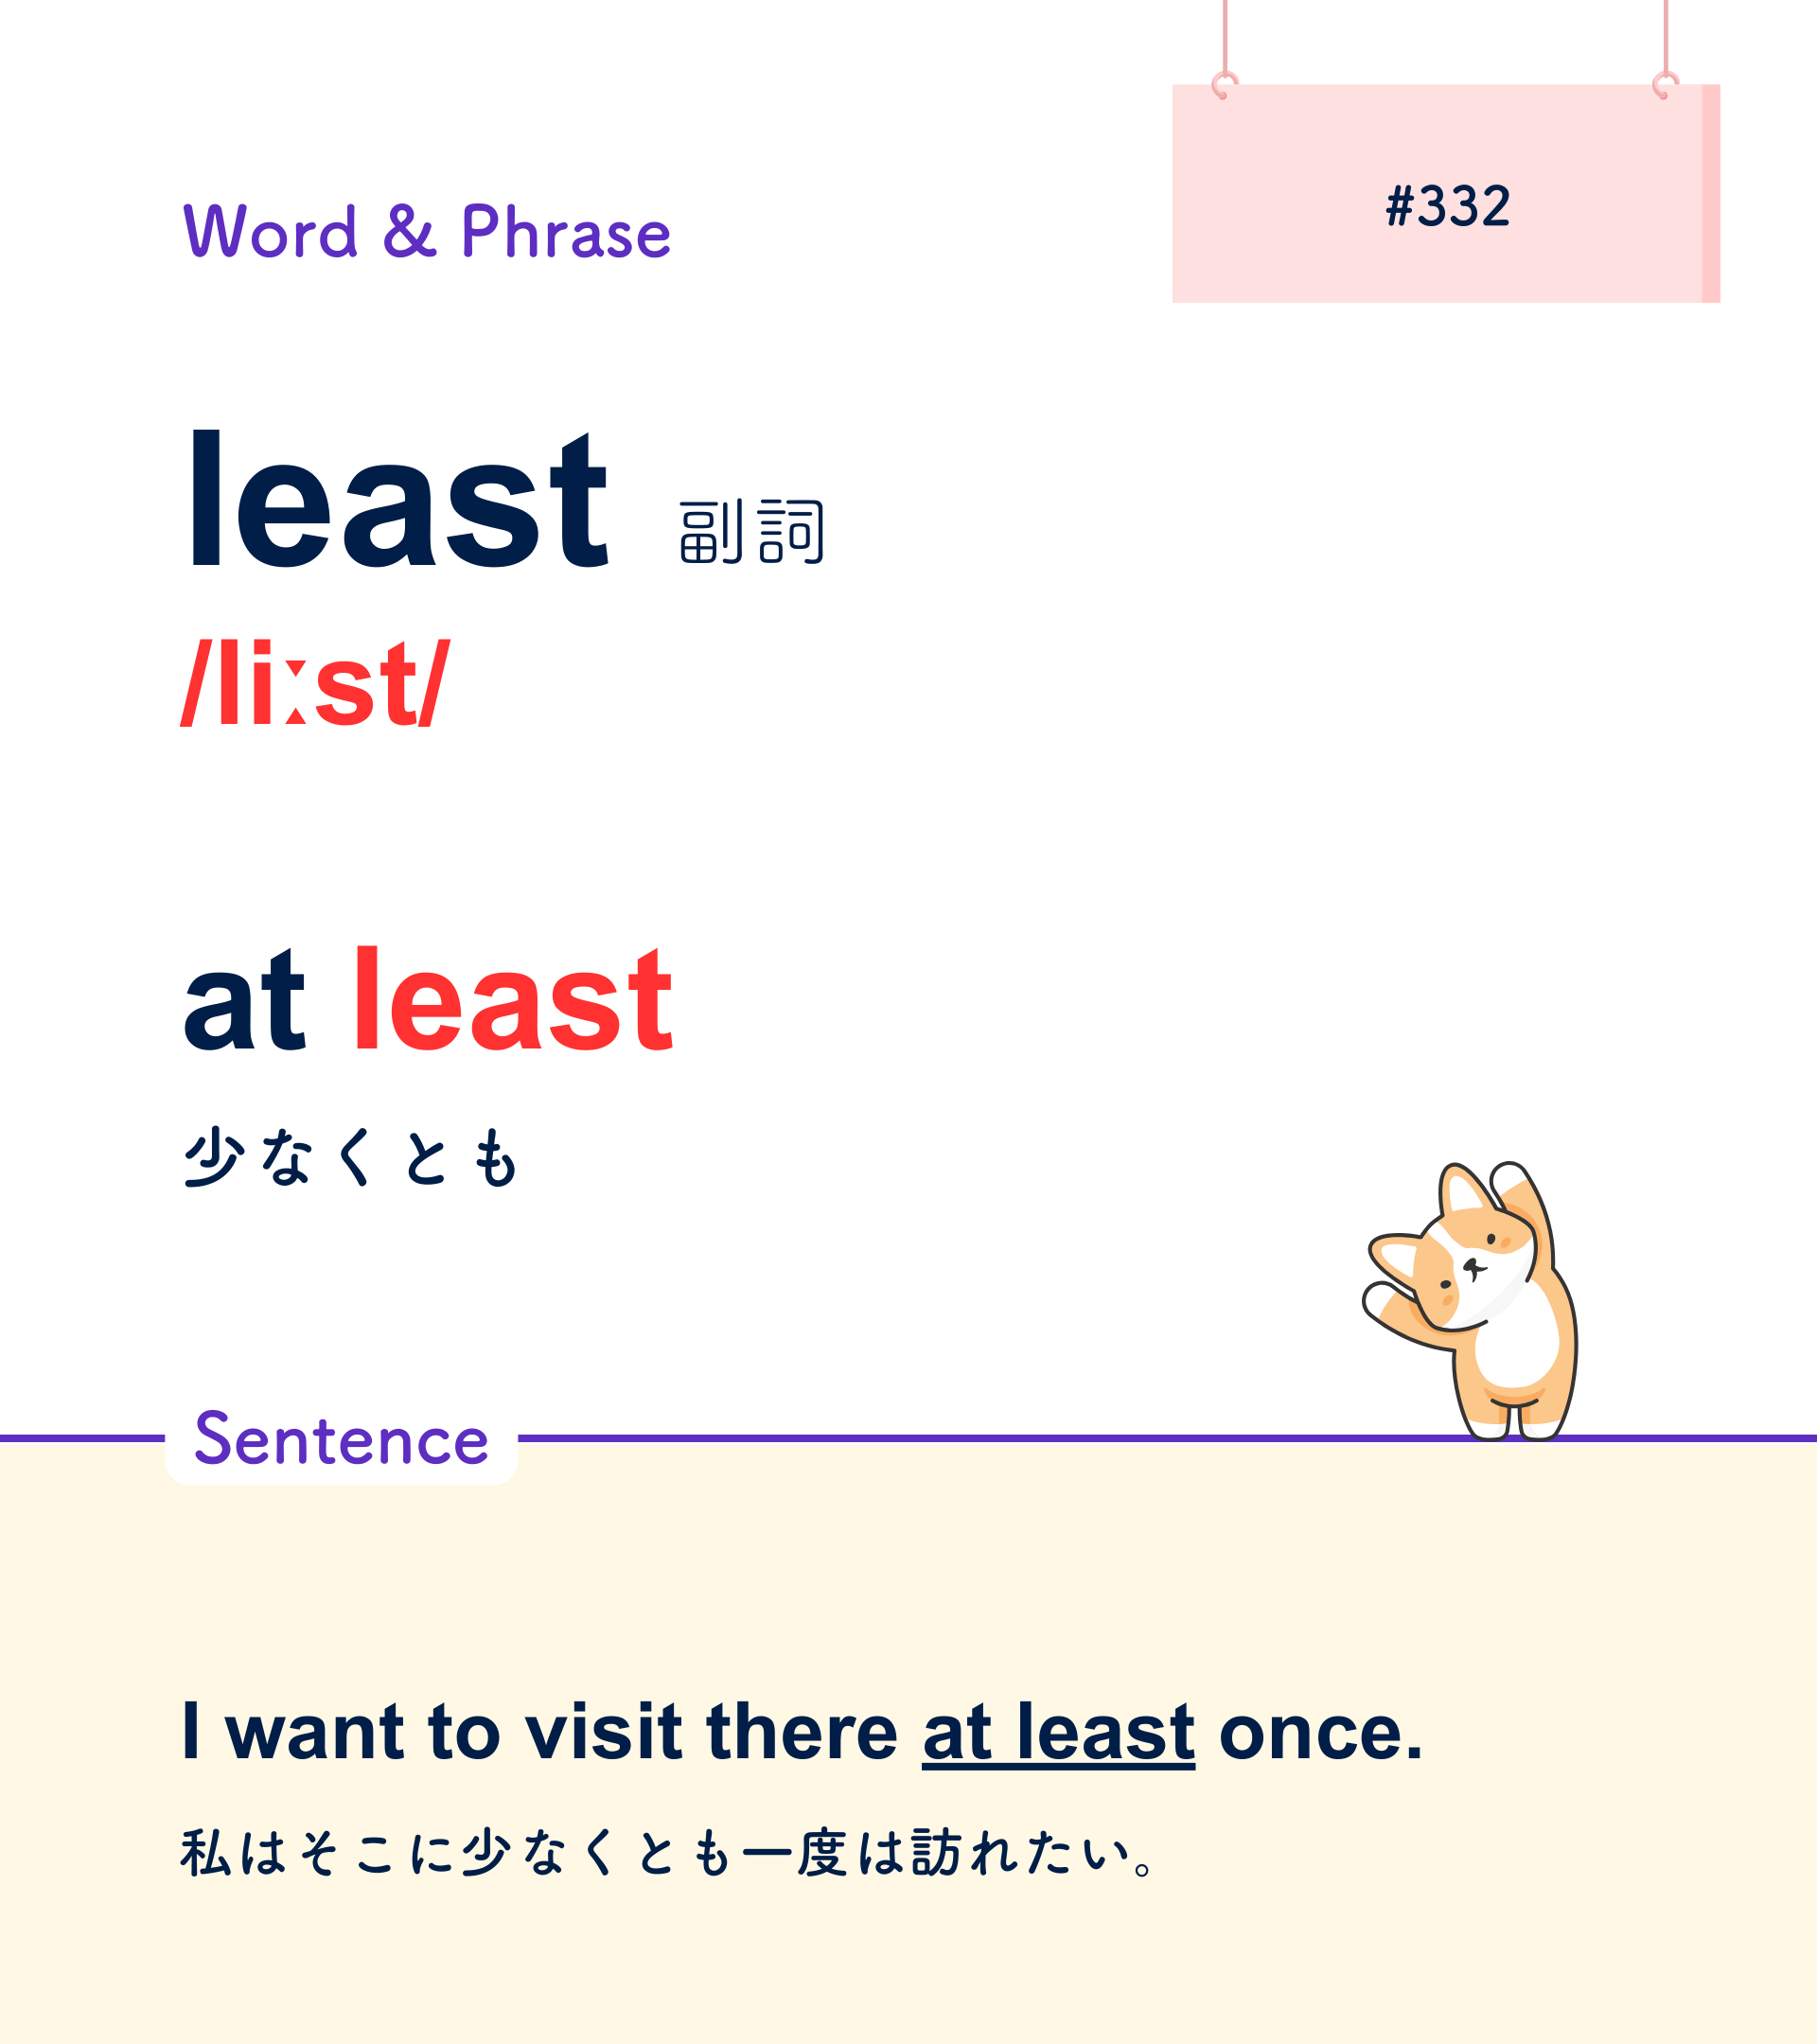 Word & Phrase
#332
least 副詞
/liːst/
at least
少なくとも
Sentence
I want to visit there at least once.
私はそこに少なくとも一度は訪れたい。